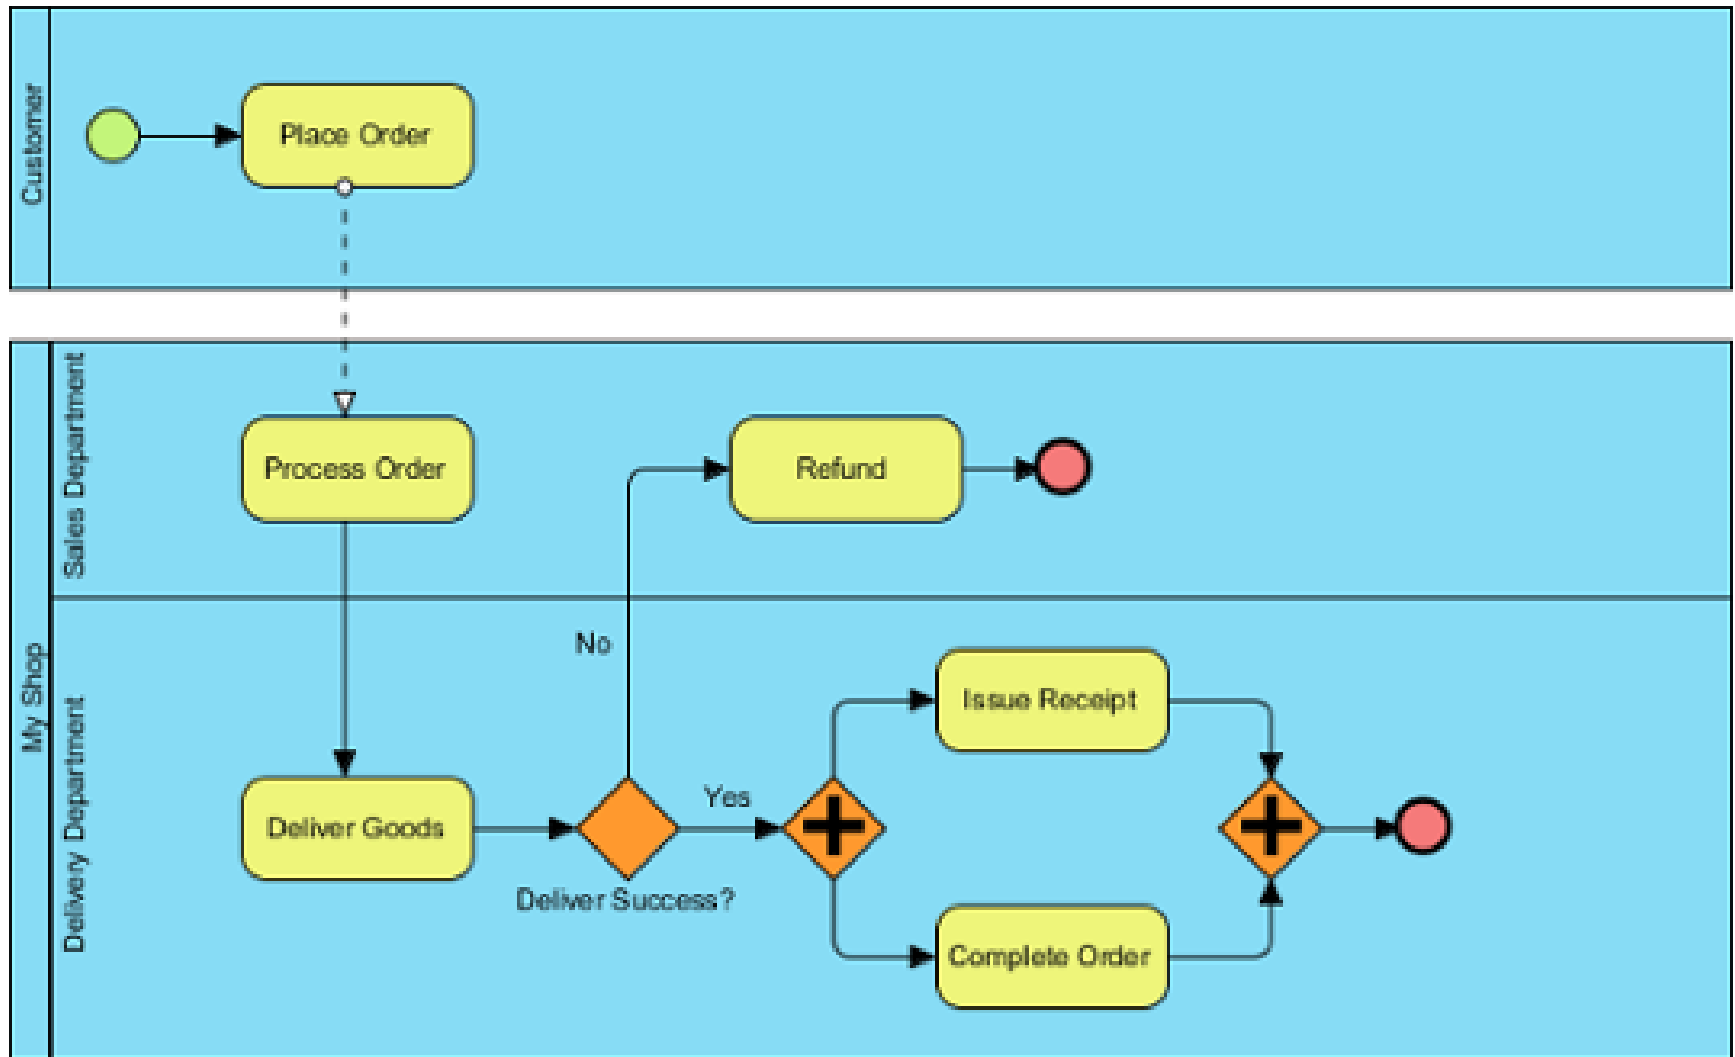 Customer
Place Order
My Shop
Sales Department
Process Order
Refund
Delivery Department
No
Issue Receipt
Yes
Deliver Goods
Deliver Success?
Complete Order